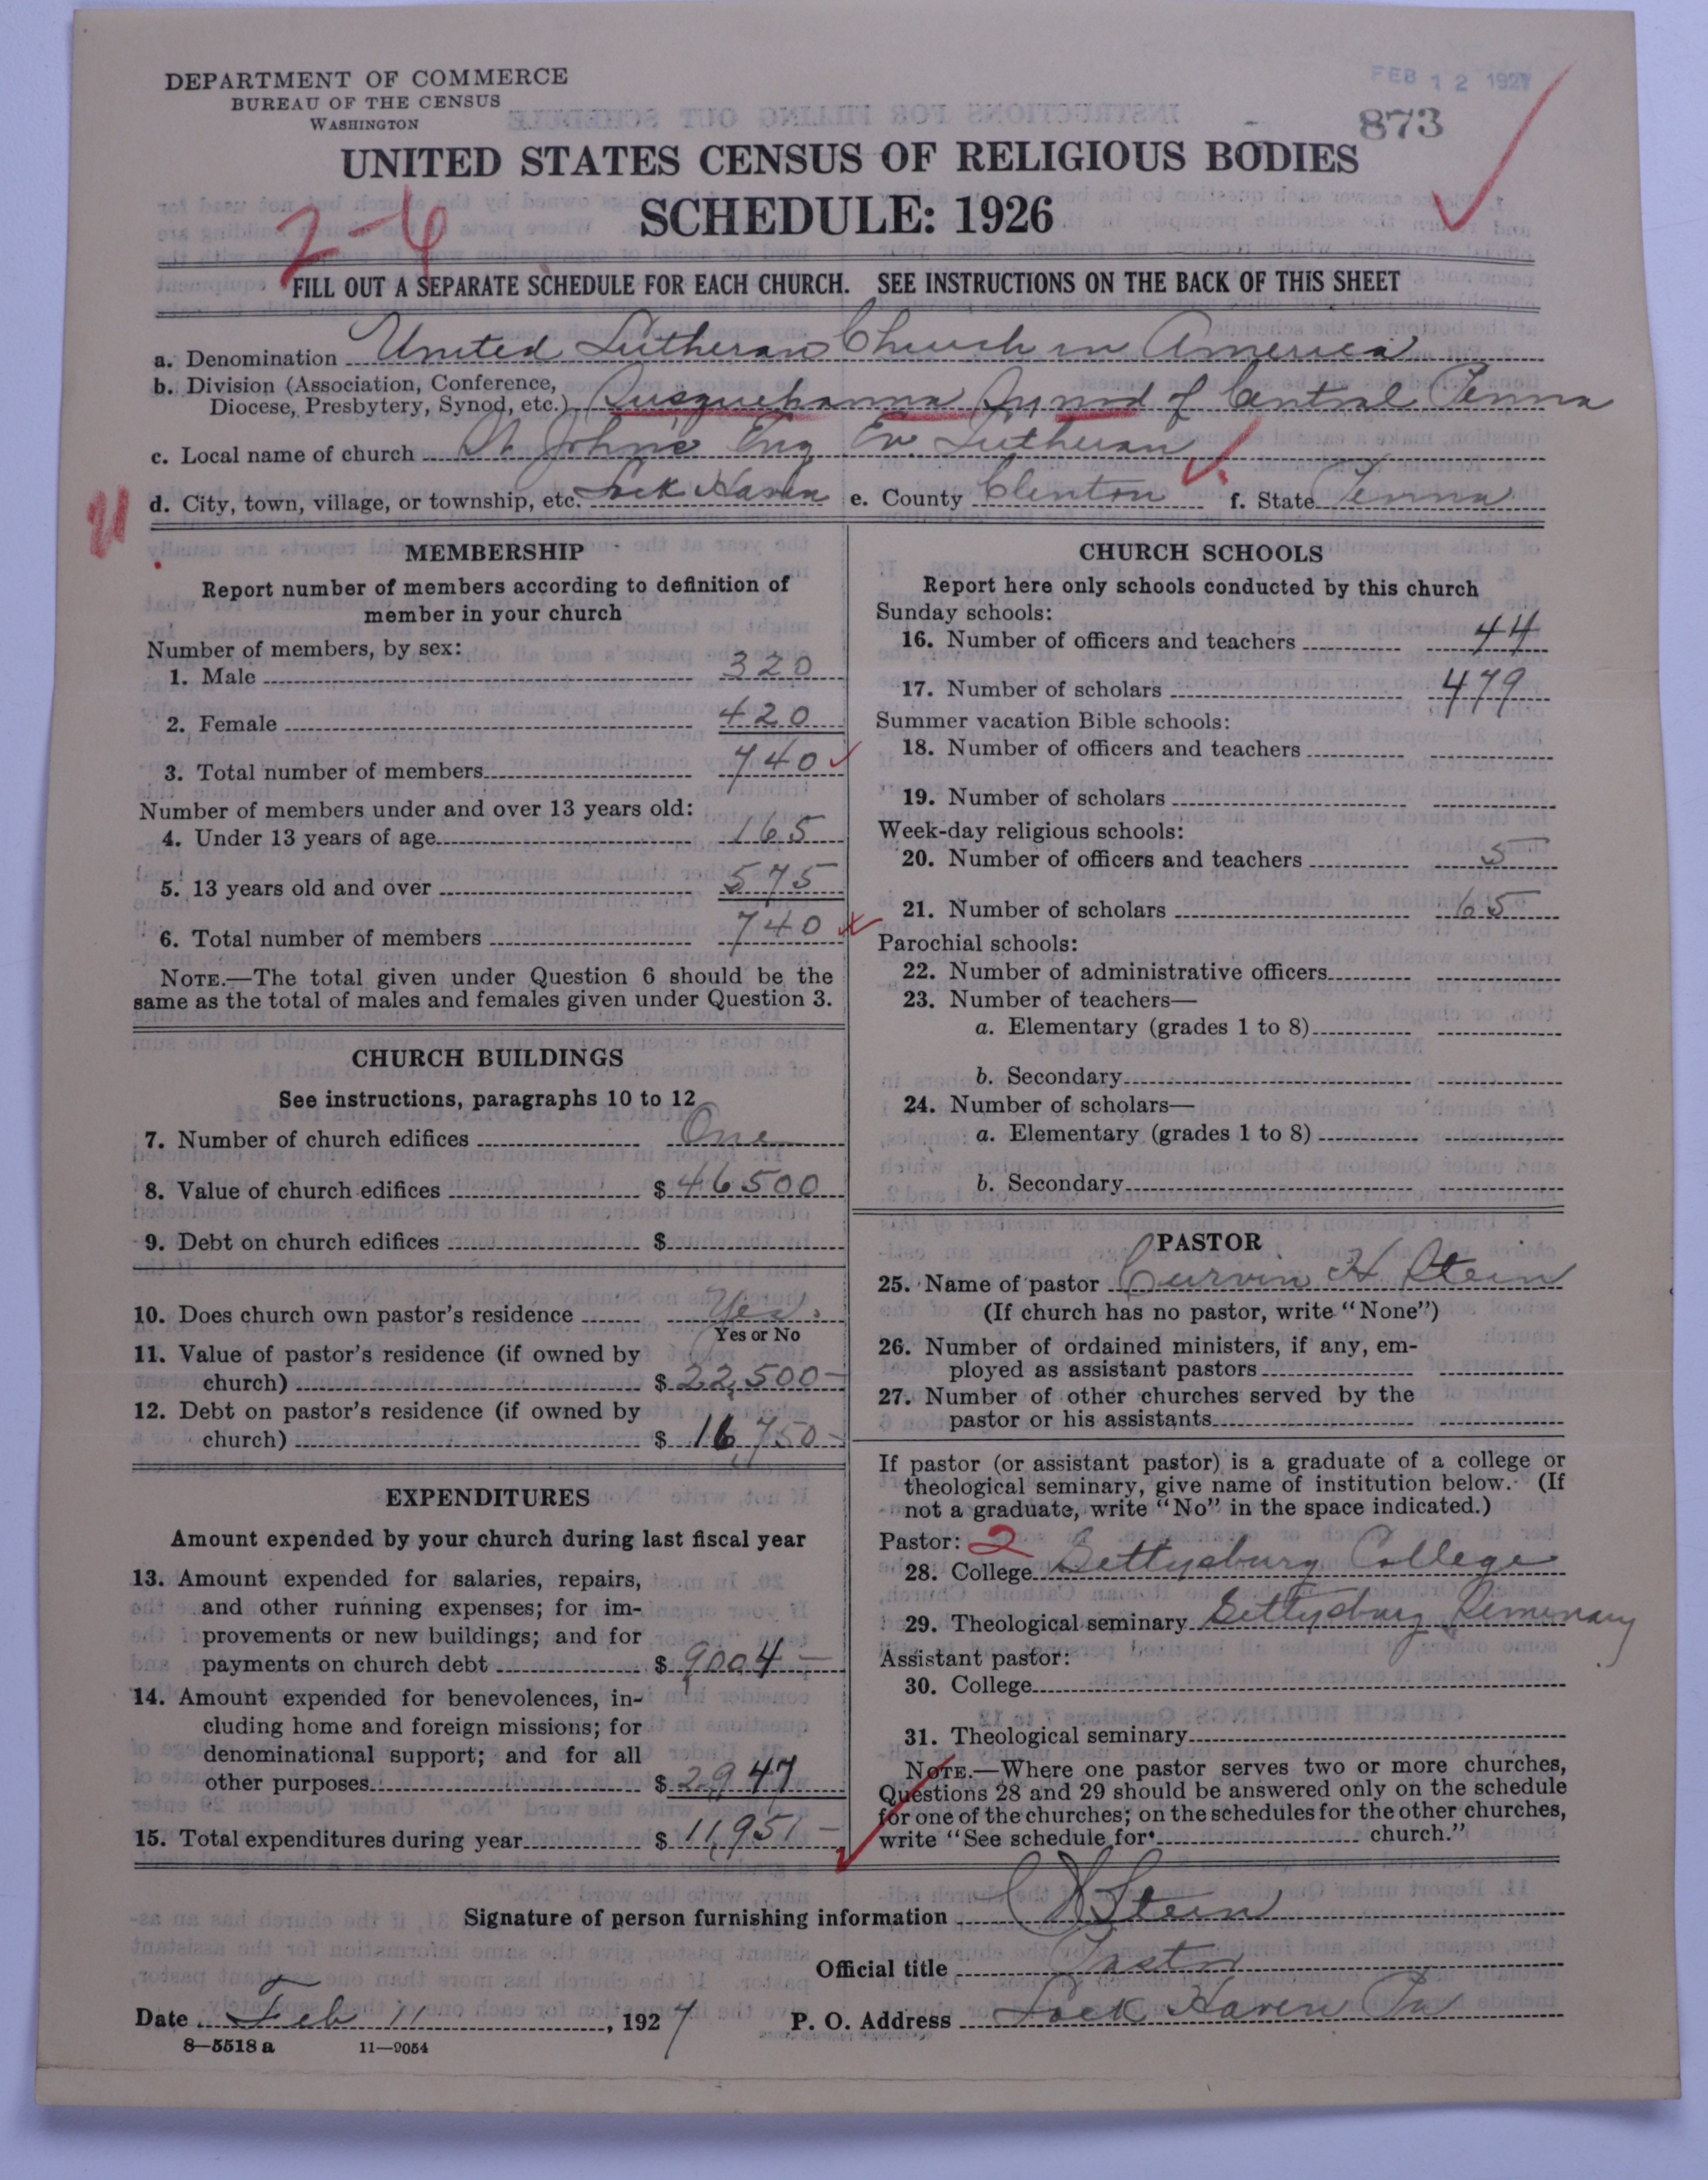 DEPARTMENT OF COMMERCE
BUREAU OF THE CENSUS
WASHINGTON
FEB 12 1927
873
UNITED STATES CENSUS OF RELIGIOUS BODIES
SCHEDULE: 1926
2-6
FILL OUT A SEPARATE SCHEDULE FOR EACH CHURCH. SEE INSTRUCTIONS ON THE BACK OF THIS SHEET
a. Denomination United Lutheran Church in America
b. Division (Association, Conference,
Diocese, Presbytery, Synod, etc.) Susquehanna Synod of Central Penna
c. Local name of church St Johns Eng Ev. Lutheran
d. City, town, village, or township, etc. Lock Haven e. County Clinton f. State Penna
MEMBERSHIP
Report number of members according to definition of
member in your church
Number of members, by sex:
1. Male 320
2. Female 420
3. Total number of members 740
Number of members under and over 13 years old:
4. Under 13 years of age 165
5. 13 years old and over 575
6. Total number of members 740
NOTE.—The total given under Question 6 should be the
same as the total of males and females given under Question 3.
CHURCH BUILDINGS
See instructions, paragraphs 10 to 12
7. Number of church edifices One
8. Value of church edifices $ 46500
9. Debt on church edifices $
10. Does church own pastor's residence Yes.
Yes or No
11. Value of pastor's residence (if owned by
church) $ 22,500-
12. Debt on pastor's residence (if owned by
church) $ 16,750-
EXPENDITURES
Amount expended by your church during last fiscal year
13. Amount expended for salaries, repairs,
and other running expenses; for im-
provements or new buildings; and for
payments on church debt $ 9004-
14. Amount expended for benevolences, in-
cluding home and foreign missions; for
denominational support; and for all
other purposes $ 2947
15. Total expenditures during year $ 11,951-
CHURCH SCHOOLS
Report here only schools conducted by this church
Sunday schools:
16. Number of officers and teachers 44
17. Number of scholars 479
Summer vacation Bible schools:
18. Number of officers and teachers
19. Number of scholars
Week-day religious schools:
20. Number of officers and teachers 5
21. Number of scholars 65
Parochial schools:
22. Number of administrative officers
23. Number of teachers—
a. Elementary (grades 1 to 8)
b. Secondary
24. Number of scholars—
a. Elementary (grades 1 to 8)
b. Secondary
PASTOR
25. Name of pastor Curvin H Stein
(If church has no pastor, write "None")
26. Number of ordained ministers, if any, em-
ployed as assistant pastors
27. Number of other churches served by the
pastor or his assistants
If pastor (or assistant pastor) is a graduate of a college or
theological seminary, give name of institution below. (If
not a graduate, write "No" in the space indicated.)
Pastor: 2
28. College Gettysburg College
29. Theological seminary Gettysburg Seminary
Assistant pastor:
30. College
31. Theological seminary
NOTE.—Where one pastor serves two or more churches,
Questions 28 and 29 should be answered only on the schedule
for one of the churches; on the schedules for the other churches,
write "See schedule for church."
Signature of person furnishing information C H Stein
Official title Pastor
Date Feb 11, 1927 P. O. Address Lock Haven Pa
8—5518 a 11—9054